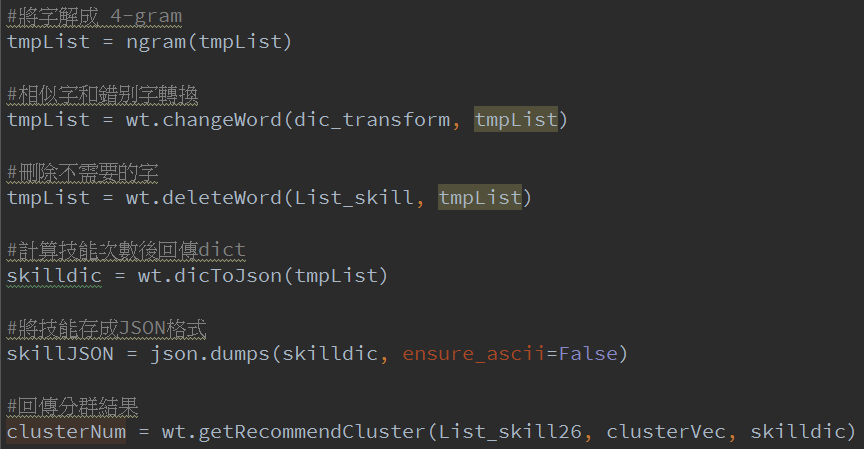 #將字解成 4-gram
tmpList = ngram(tmpList)
#相似字和錯別字轉換
tmpList = wt.changeWord(dic_transform, tmpList)
#刪除不需要的字
tmpList = wt.deleteWord(List_skill, tmpList)
#計算技能次數後回傳dict
skilldic = wt.dicToJson(tmpList)
#將技能存成JSON格式
skillJSON = json.dumps(skilldic, ensure_ascii=False)
#回傳分群結果
clusterNum = wt.getRecommendCluster(List_skill26, clusterVec, skilldic)